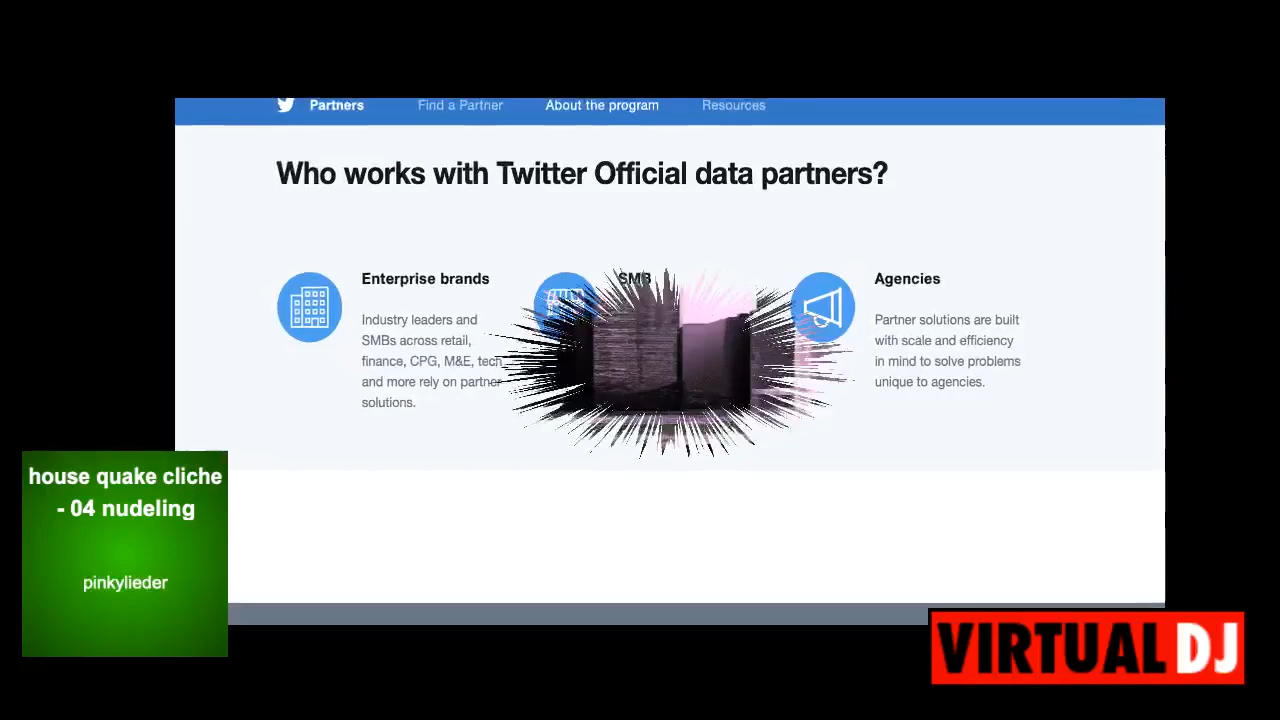 Partners Find a Partner About the program Resources
Who works with Twitter Official data partners?
Enterprise brands
Industry leaders and
SMBs across retail,
finance, CPG, M&E, tech
and more rely on partner
solutions.
SMB
Agencies
Partner solutions are built
with scale and efficiency
in mind to solve problems
unique to agencies.
house quake cliche
- 04 nudeling
pinkylieder
VIRTUAL DJ